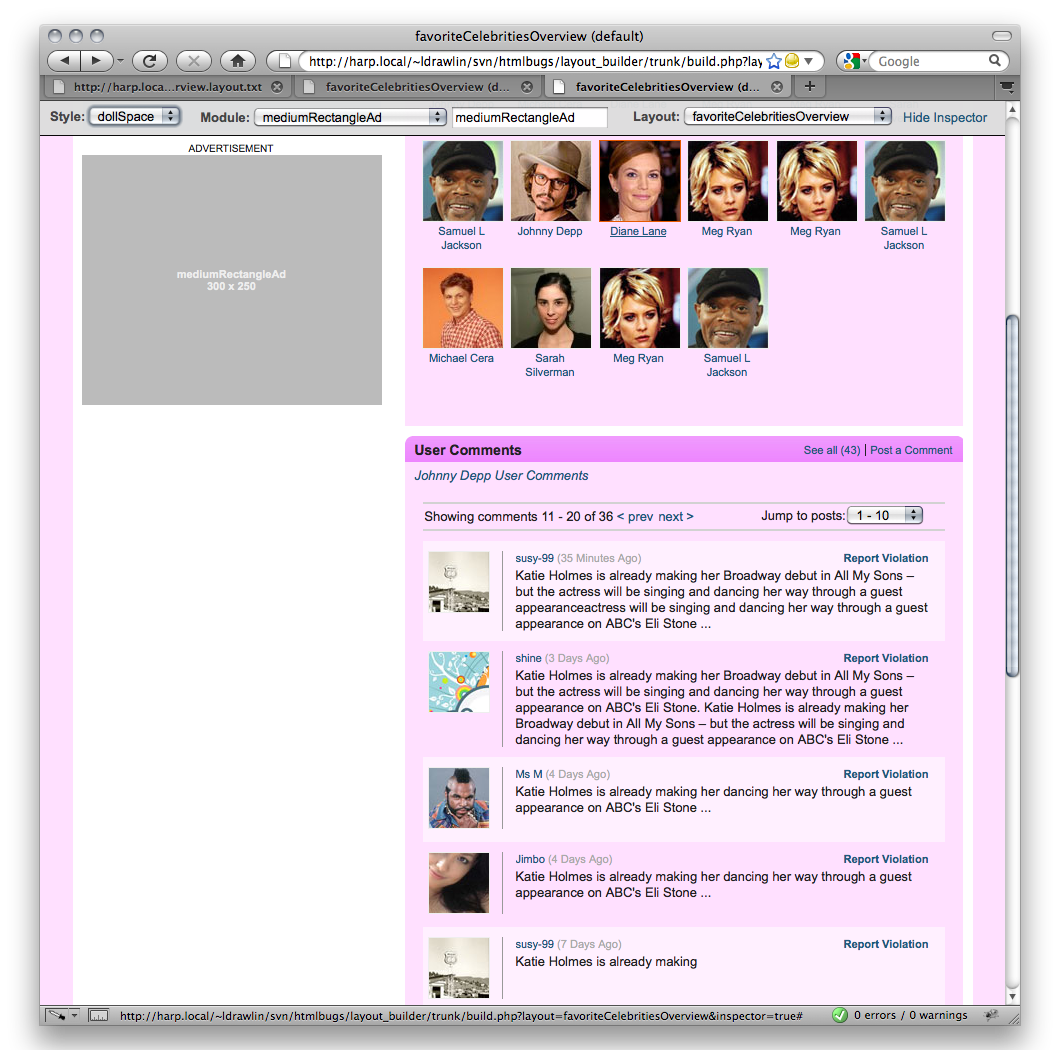 favoriteCelebritiesOverview (default)
http://harp.local/~ldrawlin/svn/htmlbugs/layout_builder/trunk/build.php?lay
Google
http://harp.loca...rview.layout.txt
favoriteCelebritiesOverview (d...
favoriteCelebritiesOverview (d...
Style: dollSpace Module: mediumRectangleAd mediumRectangleAd Layout: favoriteCelebritiesOverview Hide Inspector
ADVERTISEMENT
mediumRectangleAd
300 x 250
Samuel L Jackson
Johnny Depp
Diane Lane
Meg Ryan
Meg Ryan
Samuel L Jackson
Michael Cera
Sarah Silverman
Meg Ryan
Samuel L Jackson
User Comments See all (43) | Post a Comment
Johnny Depp User Comments
Showing comments 11 - 20 of 36 < prev next > Jump to posts: 1 - 10
susy-99 (35 Minutes Ago) Report Violation
Katie Holmes is already making her Broadway debut in All My Sons –
but the actress will be singing and dancing her way through a guest
appearanceactress will be singing and dancing her way through a guest
appearance on ABC's Eli Stone ...
shine (3 Days Ago) Report Violation
Katie Holmes is already making her Broadway debut in All My Sons –
but the actress will be singing and dancing her way through a guest
appearance on ABC's Eli Stone. Katie Holmes is already making her
Broadway debut in All My Sons – but the actress will be singing and
dancing her way through a guest appearance on ABC's Eli Stone ...
Ms M (4 Days Ago) Report Violation
Katie Holmes is already making her dancing her way through a guest
appearance on ABC's Eli Stone ...
Jimbo (4 Days Ago) Report Violation
Katie Holmes is already making her dancing her way through a guest
appearance on ABC's Eli Stone ...
susy-99 (7 Days Ago) Report Violation
Katie Holmes is already making
http://harp.local/~ldrawlin/svn/htmlbugs/layout_builder/trunk/build.php?layout=favoriteCelebritiesOverview&inspector=true#
0 errors / 0 warnings